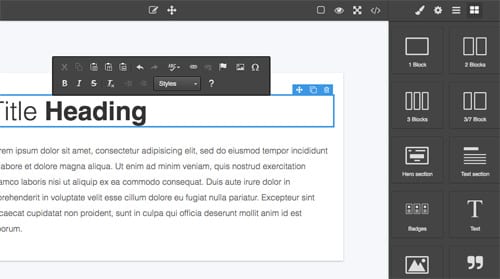 B I S Tx Styles ?
Title Heading
rem ipsum dolor sit amet, consectetur adipisicing elit, sed do eiusmod tempor incididunt
labore et dolore magna aliqua. Ut enim ad minim veniam, quis nostrud exercitation
amco laboris nisi ut aliquip ex ea commodo consequat. Duis aute irure dolor in
prehenderit in voluptate velit esse cillum dolore eu fugiat nulla pariatur. Excepteur sint
caecat cupidatat non proident, sunt in culpa qui officia deserunt mollit anim id est
orum.
1 Block
2 Blocks
3 Blocks
3/7 Block
Hero section
Text section
Badges
Text